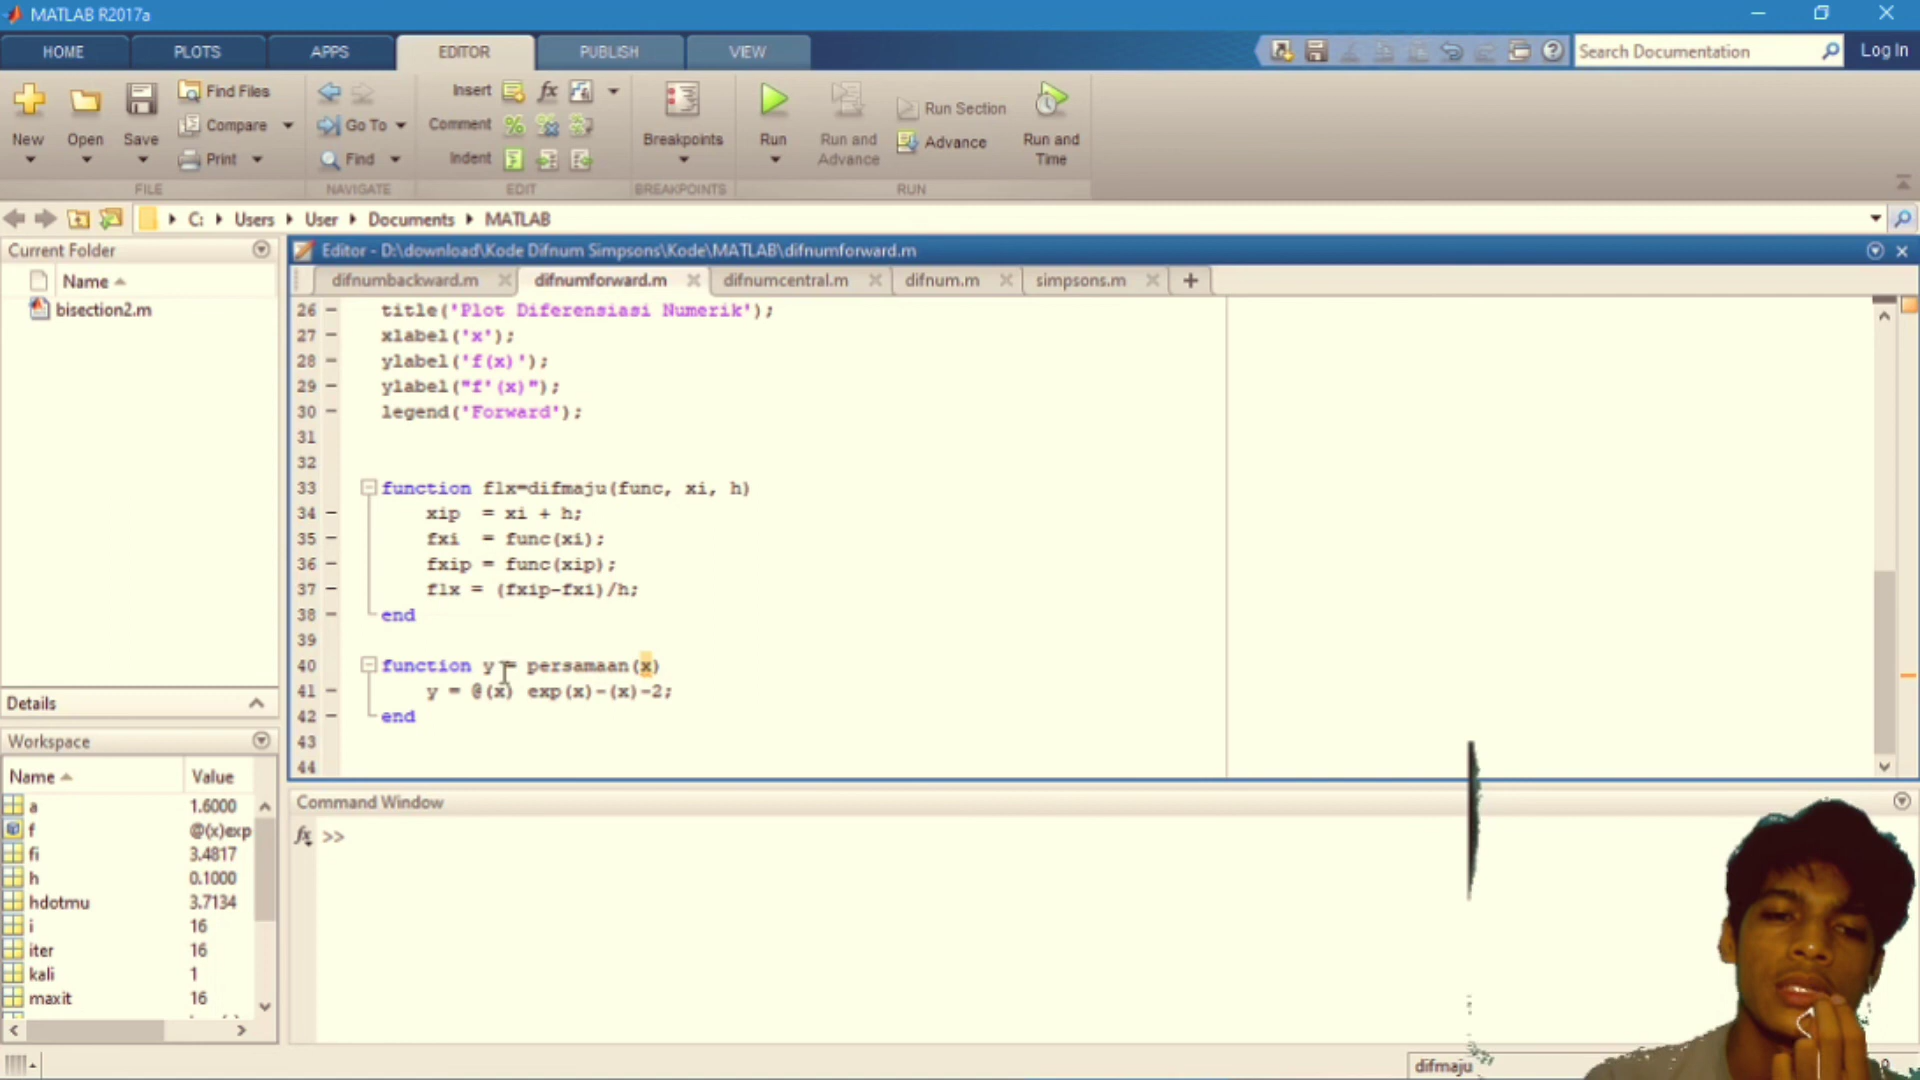 MATLAB R2017a
HOME PLOTS APPS EDITOR PUBLISH VIEW
Search Documentation
Log In
New
Open
Save
Find Files
Compare
Print
FILE
Go To
Find
NAVIGATE
Insert
Comment
Indent
EDIT
Breakpoints
BREAKPOINTS
Run
Run and Advance
Run Section
Advance
Run and Time
RUN
C: Users User Documents MATLAB
Current Folder
Name
bisection2.m
Details
Workspace
Name Value
a 1.6000
f @(x)exp
fi 3.4817
h 0.1000
hdotmu 3.7134
i 16
iter 16
kali 1
maxit 16
Editor - D:\download\Kode Difnum Simpsons\Kode\MATLAB\difnumforward.m
difnumbackward.m difnumforward.m difnumcentral.m difnum.m simpsons.m
26 title('Plot Diferensiasi Numerik');
27 xlabel('x');
28 ylabel('f(x)');
29 ylabel("f'(x)");
30 legend('Forward');
31
32
33 function flx=difmaju(func, xi, h)
34 xip = xi + h;
35 fxi = func(xi);
36 fxip = func(xip);
37 flx = (fxip-fxi)/h;
38 end
39
40 function y = persamaan(x)
41 y = @(x) exp(x)-(x)-2;
42 end
43
44
Command Window
fx >>
difmaju